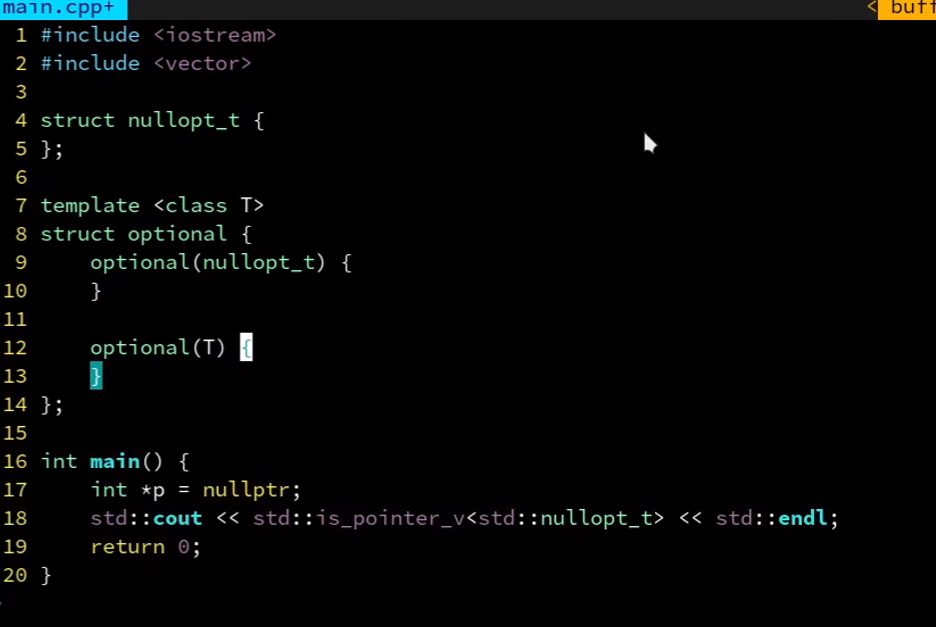 main.cpp+ < buff
1 #include <iostream>
2 #include <vector>
3
4 struct nullopt_t {
5 };
6
7 template <class T>
8 struct optional {
9     optional(nullopt_t) {
10     }
11
12     optional(T) {
13     }
14 };
15
16 int main() {
17     int *p = nullptr;
18     std::cout << std::is_pointer_v<std::nullopt_t> << std::endl;
19     return 0;
20 }